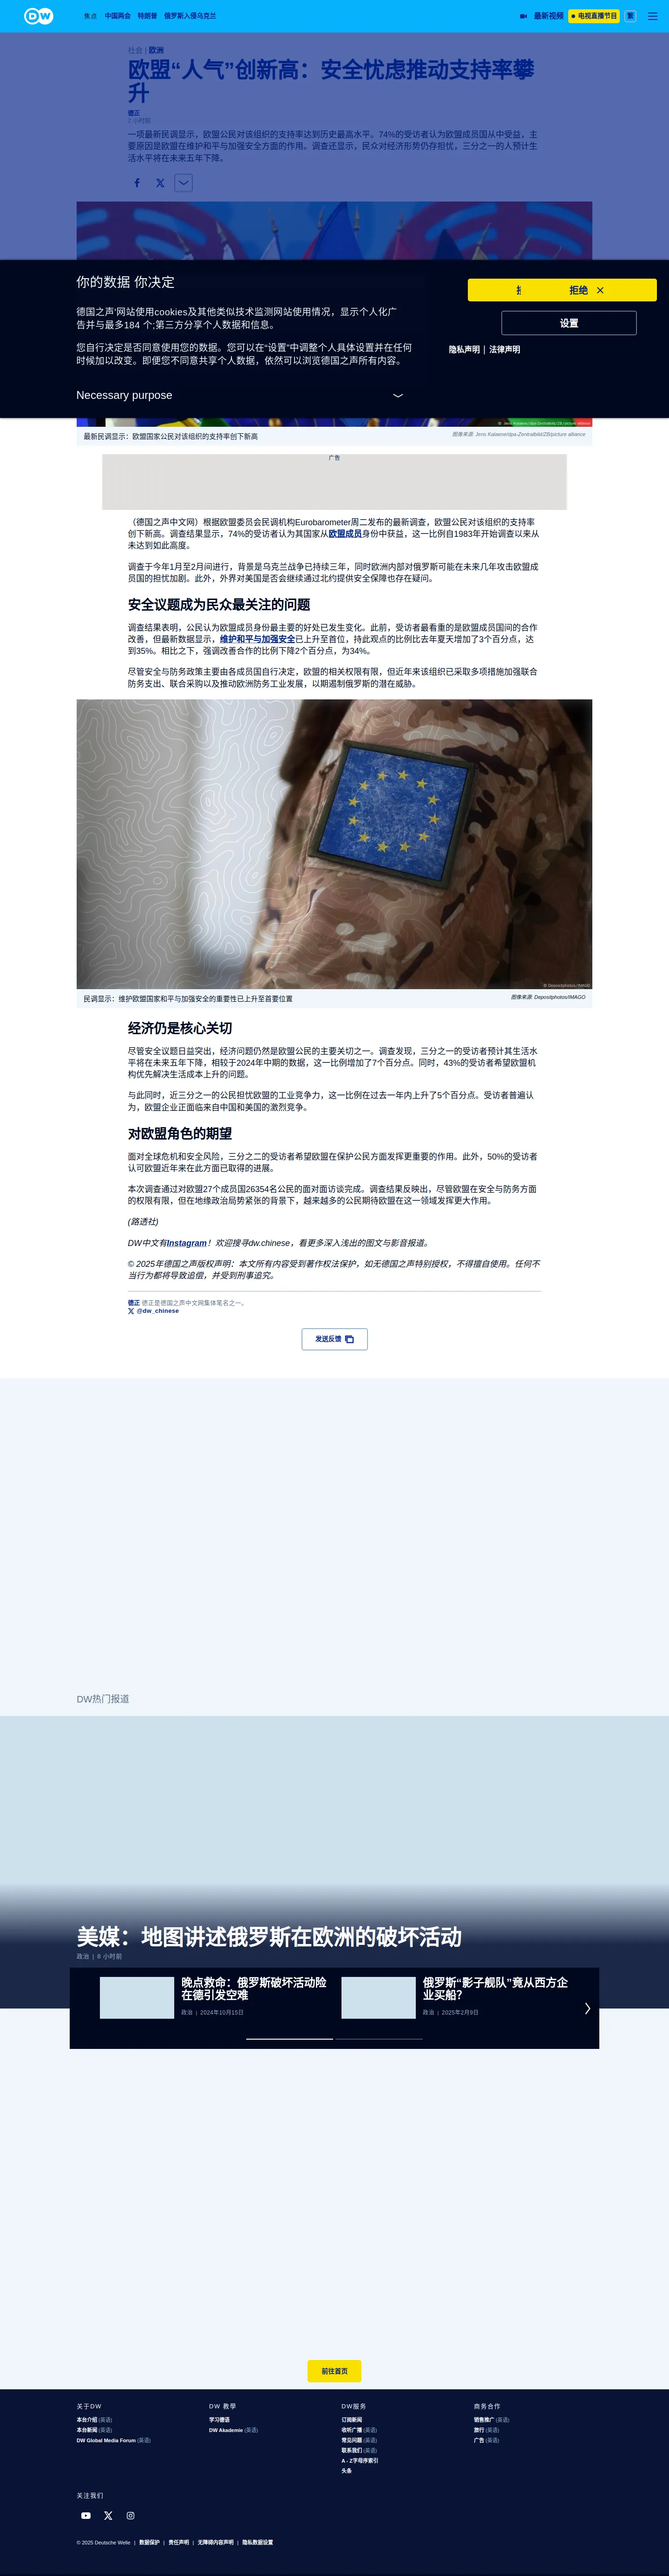 DW
焦点 中国两会 特朗普 俄罗斯入侵乌克兰
最新视频
电视直播节目
繁
社会 | 欧洲
欧盟“人气”创新高：安全忧虑推动支持率攀
升
德正
2 小时前
一项最新民调显示，欧盟公民对该组织的支持率达到历史最高水平。74%的受访者认为欧盟成员国从中受益，主
要原因是欧盟在维护和平与加强安全方面的作用。调查还显示，民众对经济形势仍存担忧，三分之一的人预计生
活水平将在未来五年下降。
你的数据 你决定
德国之声'网站使用cookies及其他类似技术监测网站使用情况，显示个人化广
告并与最多184 个;第三方分享个人数据和信息。
您自行决定是否同意使用您的数据。您可以在“设置”中调整个人具体设置并在任何
时候加以改变。即便您不同意共享个人数据，依然可以浏览德国之声所有内容。
Necessary purpose
拒绝
设置
隐私声明 | 法律声明
最新民调显示：欧盟国家公民对该组织的支持率创下新高
图像来源: Jens Kalaene/dpa-Zentralbild/ZB/picture alliance
广告
（德国之声中文网）根据欧盟委员会民调机构Eurobarometer周二发布的最新调查，欧盟公民对该组织的支持率
创下新高。调查结果显示，74%的受访者认为其国家从欧盟成员身份中获益，这一比例自1983年开始调查以来从
未达到如此高度。
调查于今年1月至2月间进行，背景是乌克兰战争已持续三年，同时欧洲内部对俄罗斯可能在未来几年攻击欧盟成
员国的担忧加剧。此外，外界对美国是否会继续通过北约提供安全保障也存在疑问。
安全议题成为民众最关注的问题
调查结果表明，公民认为欧盟成员身份最主要的好处已发生变化。此前，受访者最看重的是欧盟成员国间的合作
改善，但最新数据显示，维护和平与加强安全已上升至首位，持此观点的比例比去年夏天增加了3个百分点，达
到35%。相比之下，强调改善合作的比例下降2个百分点，为34%。
尽管安全与防务政策主要由各成员国自行决定，欧盟的相关权限有限，但近年来该组织已采取多项措施加强联合
防务支出、联合采购以及推动欧洲防务工业发展，以期遏制俄罗斯的潜在威胁。
© Depositphotos/IMAGO
民调显示：维护欧盟国家和平与加强安全的重要性已上升至首要位置
图像来源: Depositphotos/IMAGO
经济仍是核心关切
尽管安全议题日益突出，经济问题仍然是欧盟公民的主要关切之一。调查发现，三分之一的受访者预计其生活水
平将在未来五年下降，相较于2024年中期的数据，这一比例增加了7个百分点。同时，43%的受访者希望欧盟机
构优先解决生活成本上升的问题。
与此同时，近三分之一的公民担忧欧盟的工业竞争力，这一比例在过去一年内上升了5个百分点。受访者普遍认
为，欧盟企业正面临来自中国和美国的激烈竞争。
对欧盟角色的期望
面对全球危机和安全风险，三分之二的受访者希望欧盟在保护公民方面发挥更重要的作用。此外，50%的受访者
认可欧盟近年来在此方面已取得的进展。
本次调查通过对欧盟27个成员国26354名公民的面对面访谈完成。调查结果反映出，尽管欧盟在安全与防务方面
的权限有限，但在地缘政治局势紧张的背景下，越来越多的公民期待欧盟在这一领域发挥更大作用。
(路透社)
DW中文有Instagram！欢迎搜寻dw.chinese，看更多深入浅出的图文与影音报道。
© 2025年德国之声版权声明：本文所有内容受到著作权法保护，如无德国之声特别授权，不得擅自使用。任何不
当行为都将导致追偿，并受到刑事追究。
德正 德正是德国之声中文网集体笔名之一。
@dw_chinese
发送反馈
DW热门报道
美媒：地图讲述俄罗斯在欧洲的破坏活动
政治 | 8 小时前
晚点救命：俄罗斯破坏活动险
在德引发空难
政治 | 2024年10月15日
俄罗斯“影子舰队”竟从西方企
业买船？
政治 | 2025年2月9日
前往首页
关于DW
本台介绍 (英语)
本台新闻 (英语)
DW Global Media Forum (英语)
DW 教學
学习德语
DW Akademie (英语)
DW服务
订阅新闻
收听广播 (英语)
常见问题 (英语)
联系我们 (英语)
A - Z字母序索引
头条
商务合作
销售推广 (英语)
旅行 (英语)
广告 (英语)
关注我们
© 2025 Deutsche Welle | 数据保护 | 责任声明 | 无障碍内容声明 | 隐私数据设置